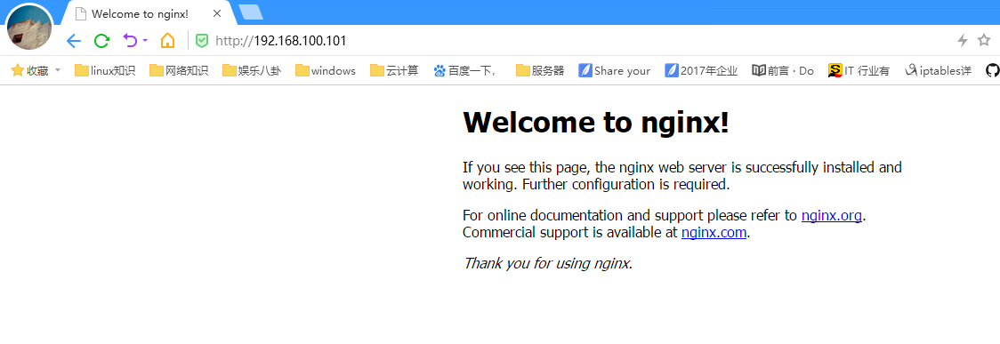 Welcome to nginx!
http://192.168.100.101
收藏 linux知识 网络知识 娱乐八卦 windows 云计算 百度一下， 服务器 Share your 2017年企业 前言 · Do IT 行业有 iptables详
Welcome to nginx!
If you see this page, the nginx web server is successfully installed and
working. Further configuration is required.
For online documentation and support please refer to nginx.org.
Commercial support is available at nginx.com.
Thank you for using nginx.